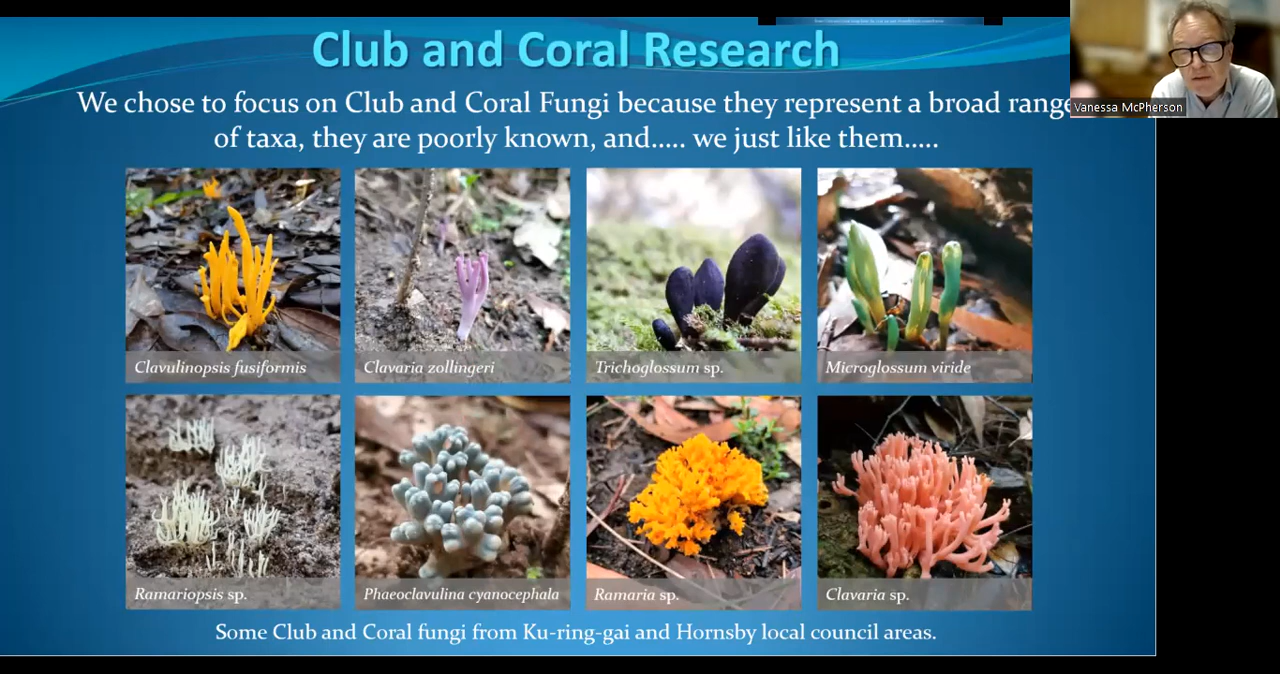 Club and Coral Research
Vanessa McPherson
We chose to focus on Club and Coral Fungi because they represent a broad range
of taxa, they are poorly known, and..... we just like them.....
Clavulinopsis fusiformis
Clavaria zollingeri
Trichoglossum sp.
Microglossum viride
Ramariopsis sp.
Phaeoclavulina cyanocephala
Ramaria sp.
Clavaria sp.
Some Club and Coral fungi from Ku-ring-gai and Hornsby local council areas.